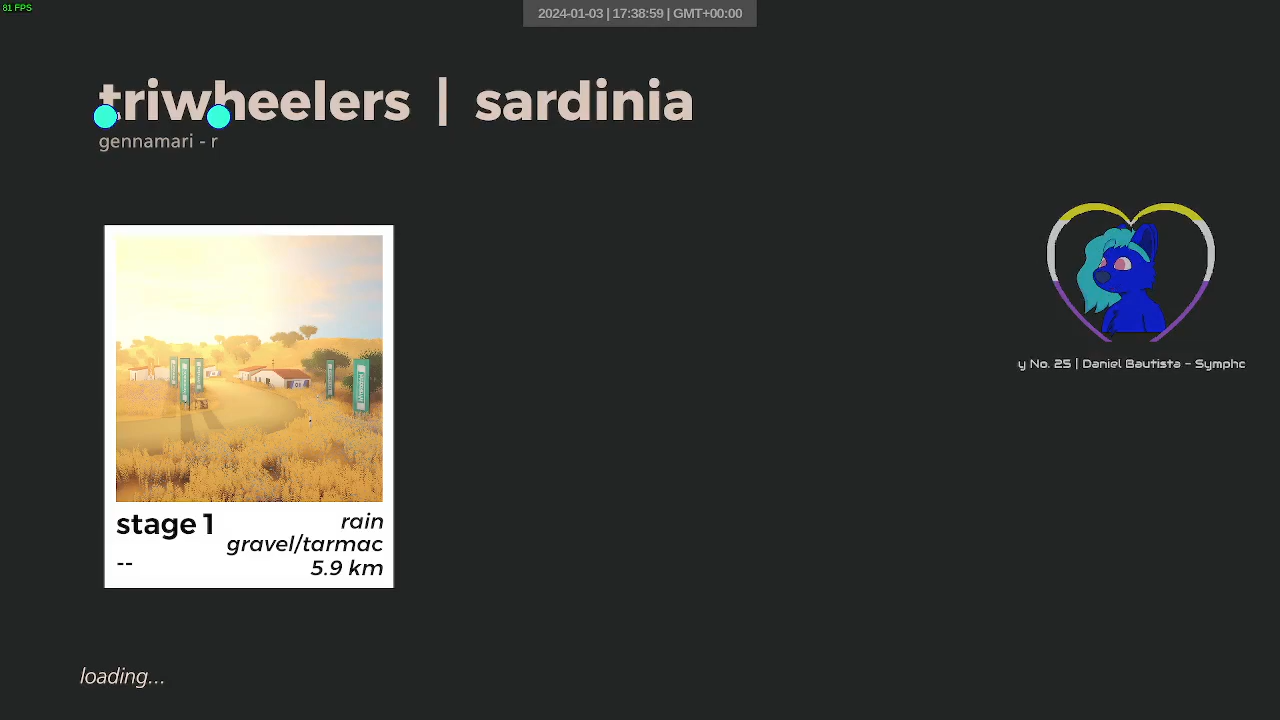 81 FPS
2024-01-03 | 17:38:59 | GMT+00:00
triwheelers | sardinia
gennamari - r
y No. 25 | Daniel Bautista - Sympho
stage 1
rain
gravel/tarmac
--
5.9 km
loading...